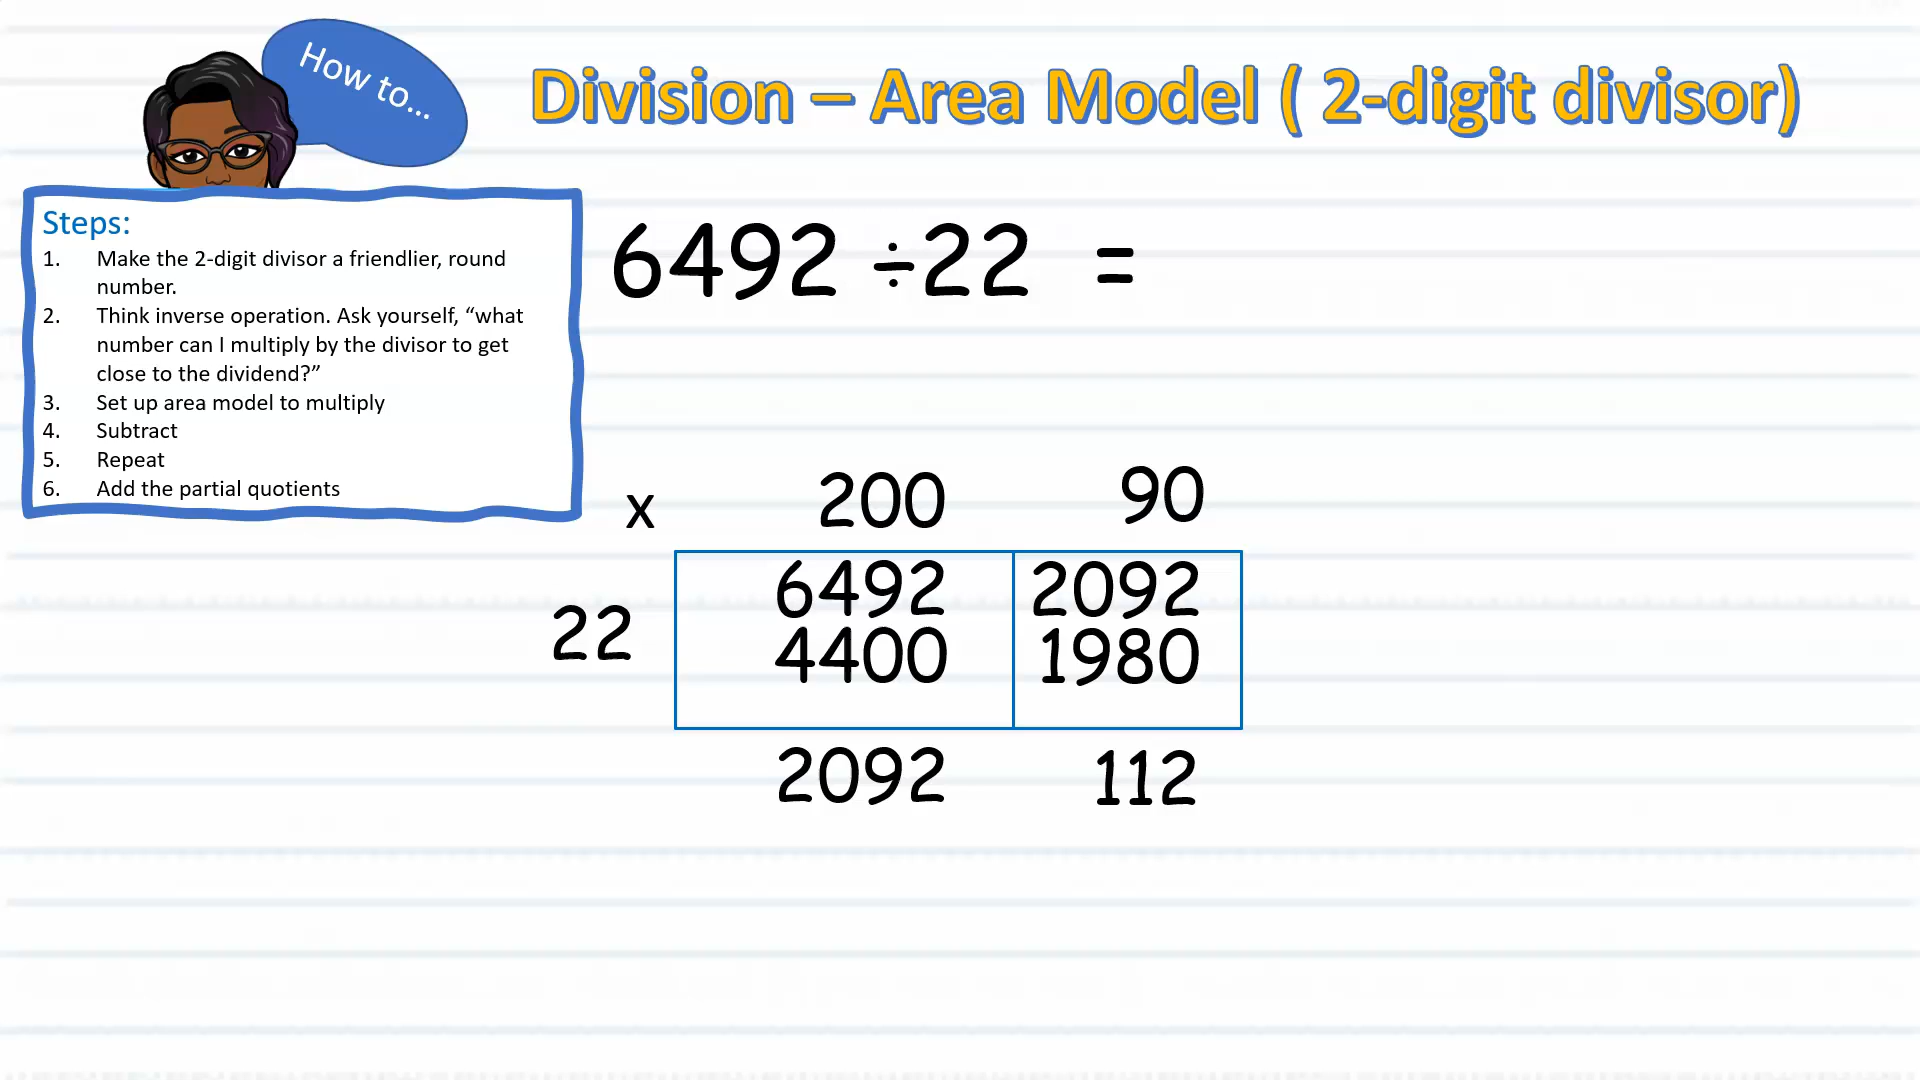 How to...
Division – Area Model ( 2-digit divisor)
Steps:
1. Make the 2-digit divisor a friendlier, round
number.
2. Think inverse operation. Ask yourself, “what
number can I multiply by the divisor to get
close to the dividend?”
3. Set up area model to multiply
4. Subtract
5. Repeat
6. Add the partial quotients
6492 ÷22 =
x 200 90
6492 2092
22
4400 1980
2092 112